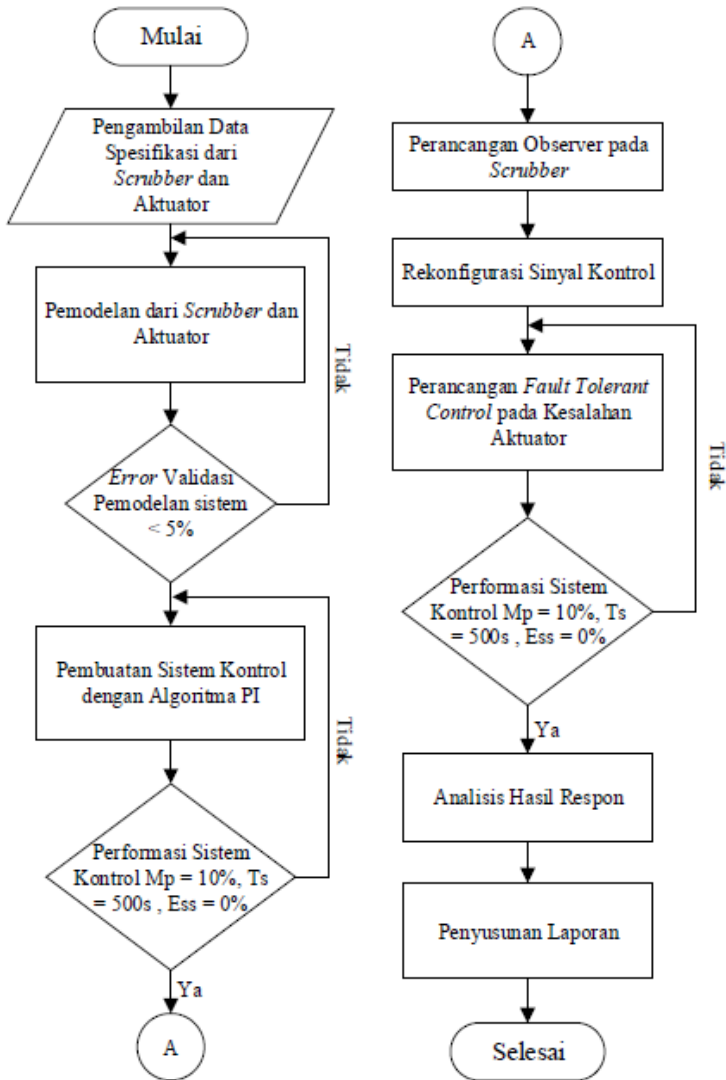 Mulai
Pengambilan Data
Spesifikasi dari
Scrubber dan
Aktuator
Pemodelan dari Scrubber dan
Aktuator
Tidak
Error Validasi
Pemodelan sistem
< 5%
Pembuatan Sistem Kontrol
dengan Algoritma PI
Tidak
Performasi Sistem
Kontrol Mp = 10%, Ts
= 500s , Ess = 0%
Ya
A
A
Perancangan Observer pada
Scrubber
Rekonfigurasi Sinyal Kontrol
Perancangan Fault Tolerant
Control pada Kesalahan
Aktuator
Tidak
Performasi Sistem
Kontrol Mp = 10%, Ts
= 500s , Ess = 0%
Ya
Analisis Hasil Respon
Penyusunan Laporan
Selesai